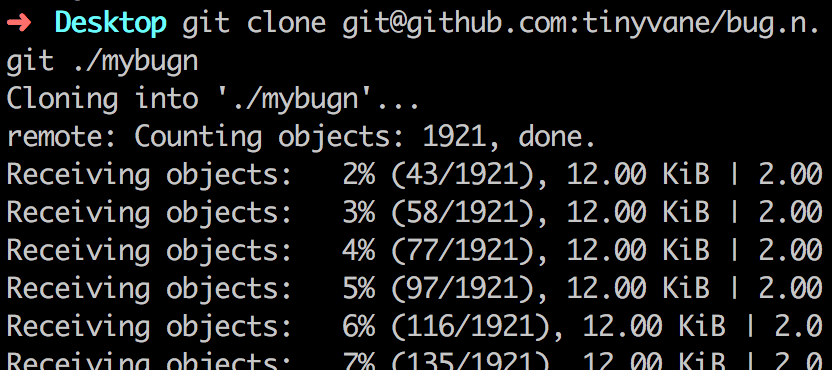 ➜ Desktop git clone git@github.com:tinyvane/bug.n.
git ./mybugn
Cloning into './mybugn'...
remote: Counting objects: 1921, done.
Receiving objects:   2% (43/1921), 12.00 KiB | 2.00
Receiving objects:   3% (58/1921), 12.00 KiB | 2.00
Receiving objects:   4% (77/1921), 12.00 KiB | 2.00
Receiving objects:   5% (97/1921), 12.00 KiB | 2.00
Receiving objects:   6% (116/1921), 12.00 KiB | 2.0
Receiving objects:   7% (135/1921), 12.00 KiB | 2.0